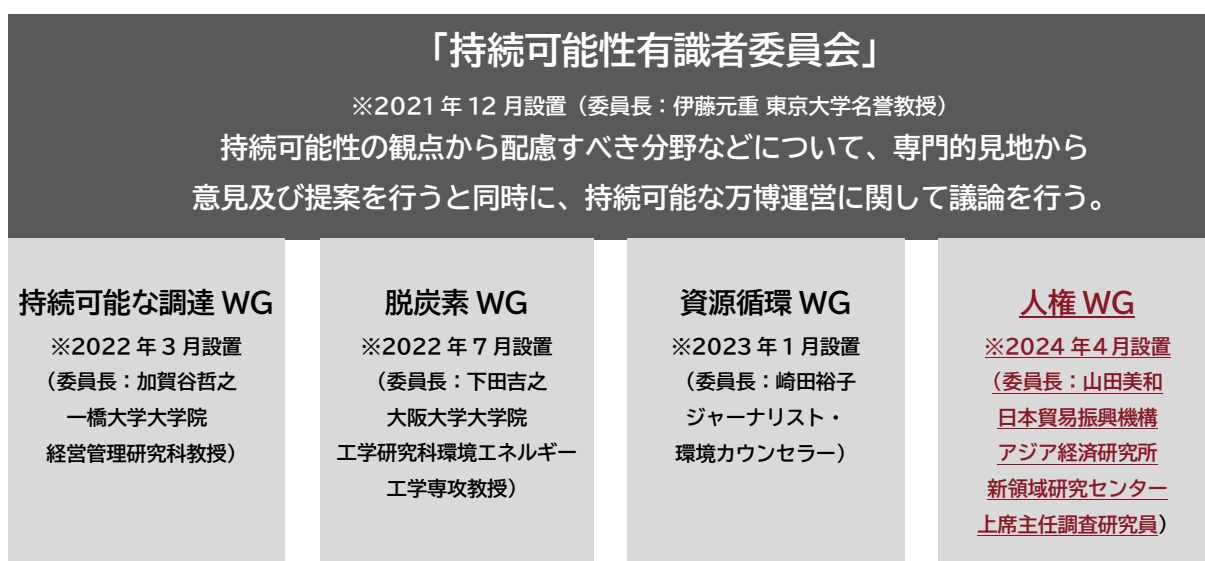 「持続可能性有識者委員会」
※2021年12月設置（委員長：伊藤元重 東京大学名誉教授）
持続可能性の観点から配慮すべき分野などについて、専門的見地から
意見及び提案を行うと同時に、持続可能な万博運営に関して議論を行う。
持続可能な調達 WG
※2022年3月設置
（委員長：加賀谷哲之
一橋大学大学院
経営管理研究科教授）
脱炭素 WG
※2022年7月設置
（委員長：下田吉之
大阪大学大学院
工学研究科環境エネルギー
工学専攻教授）
資源循環 WG
※2023年1月設置
（委員長：崎田裕子
ジャーナリスト・
環境カウンセラー）
人権 WG
※2024年4月設置
（委員長：山田美和
日本貿易振興機構
アジア経済研究所
新領域研究センター
上席主任調査研究員）